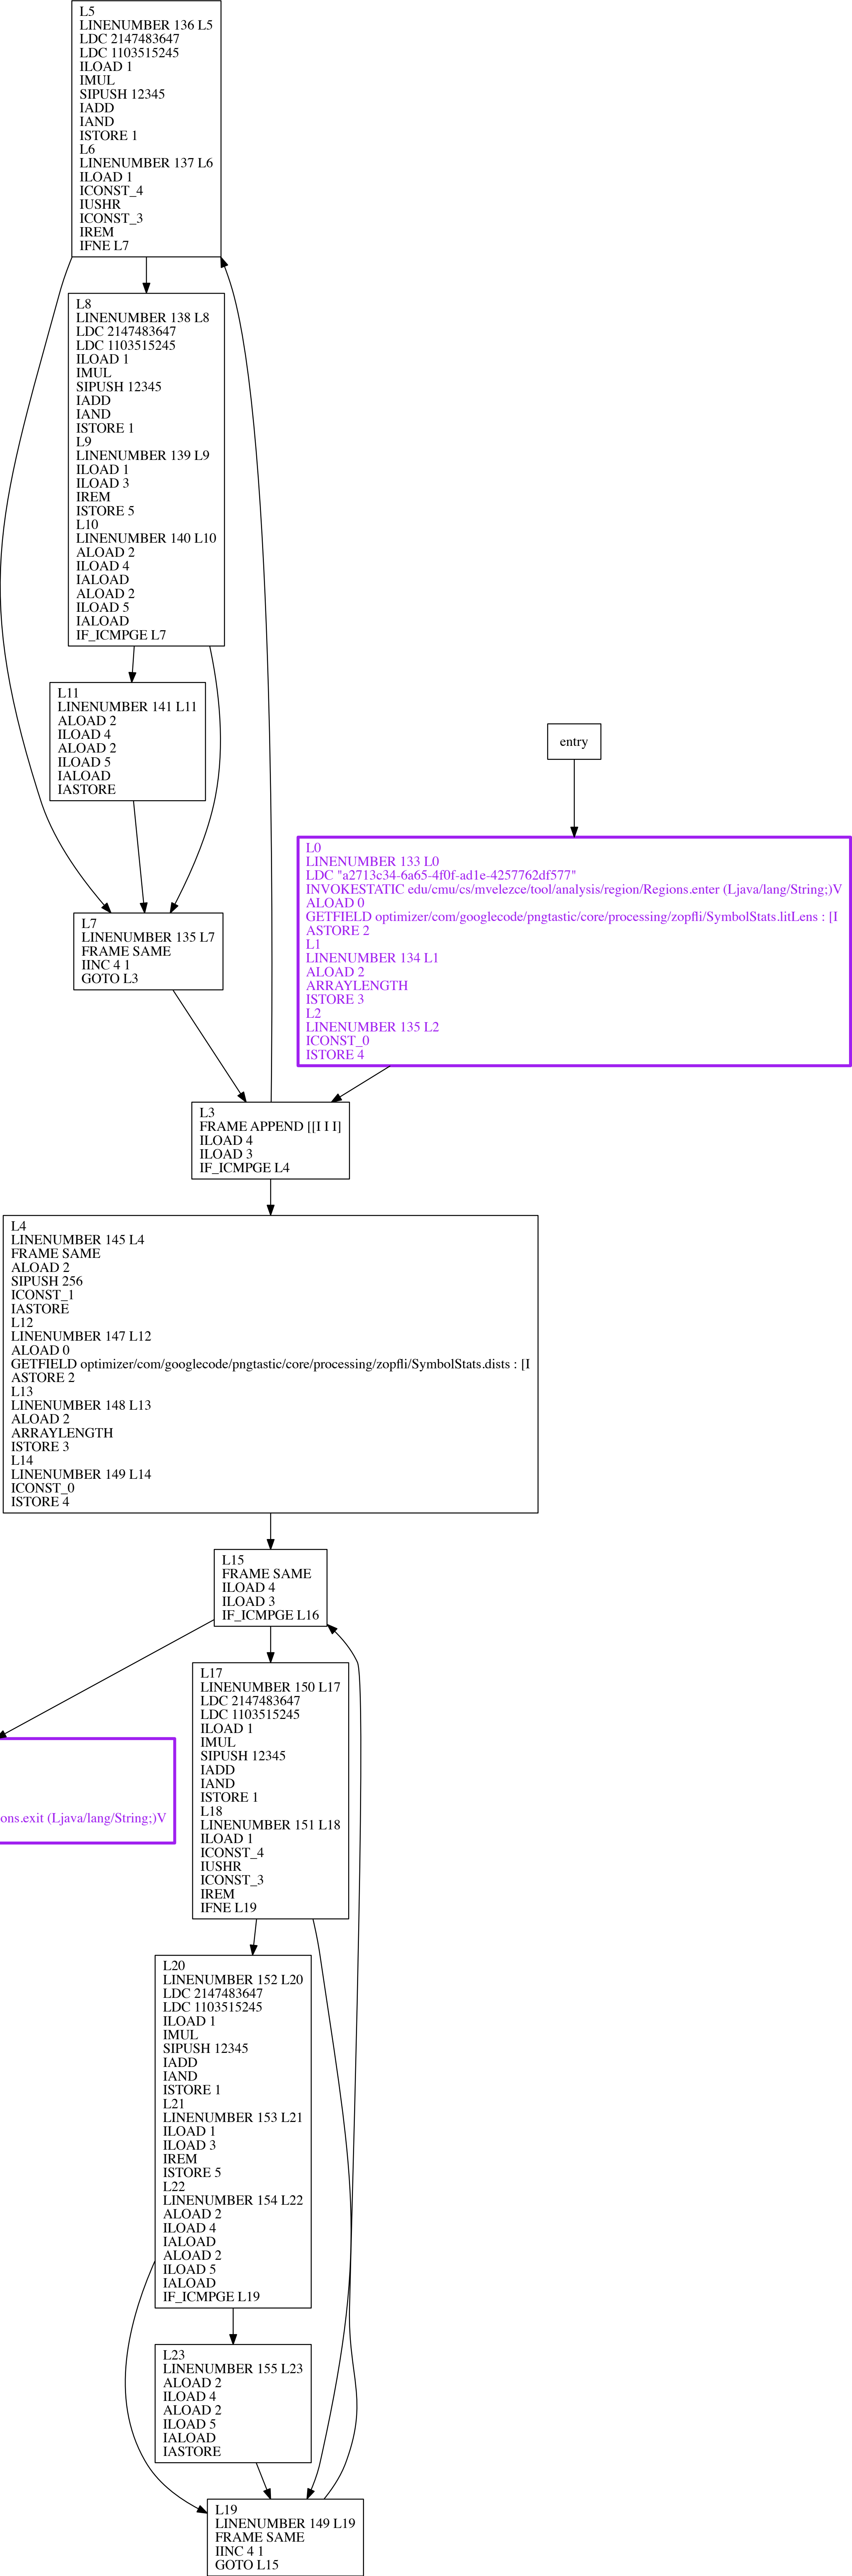 L5
LINENUMBER 136 L5
LDC 2147483647
LDC 1103515245
ILOAD 1
IMUL
SIPUSH 12345
IADD
IAND
ISTORE 1
L6
LINENUMBER 137 L6
ILOAD 1
ICONST_4
IUSHR
ICONST_3
IREM
IFNE L7
L8
LINENUMBER 138 L8
LDC 2147483647
LDC 1103515245
ILOAD 1
IMUL
SIPUSH 12345
IADD
IAND
ISTORE 1
L9
LINENUMBER 139 L9
ILOAD 1
ILOAD 3
IREM
ISTORE 5
L10
LINENUMBER 140 L10
ALOAD 2
ILOAD 4
IALOAD
ALOAD 2
ILOAD 5
IALOAD
IF_ICMPGE L7
L11
LINENUMBER 141 L11
ALOAD 2
ILOAD 4
ALOAD 2
ILOAD 5
IALOAD
IASTORE
entry
L0
LINENUMBER 133 L0
LDC "a2713c34-6a65-4f0f-ad1e-4257762df577"
INVOKESTATIC edu/cmu/cs/mvelezce/tool/analysis/region/Regions.enter (Ljava/lang/String;)V
ALOAD 0
GETFIELD optimizer/com/googlecode/pngtastic/core/processing/zopfli/SymbolStats.litLens : [I
ASTORE 2
L1
LINENUMBER 134 L1
ALOAD 2
ARRAYLENGTH
ISTORE 3
L2
LINENUMBER 135 L2
ICONST_0
ISTORE 4
L7
LINENUMBER 135 L7
FRAME SAME
IINC 4 1
GOTO L3
L3
FRAME APPEND [[I I I]
ILOAD 4
ILOAD 3
IF_ICMPGE L4
L4
LINENUMBER 145 L4
FRAME SAME
ALOAD 2
SIPUSH 256
ICONST_1
IASTORE
L12
LINENUMBER 147 L12
ALOAD 0
GETFIELD optimizer/com/googlecode/pngtastic/core/processing/zopfli/SymbolStats.dists : [I
ASTORE 2
L13
LINENUMBER 148 L13
ALOAD 2
ARRAYLENGTH
ISTORE 3
L14
LINENUMBER 149 L14
ICONST_0
ISTORE 4
L15
FRAME SAME
ILOAD 4
ILOAD 3
IF_ICMPGE L16
L17
LINENUMBER 150 L17
LDC 2147483647
LDC 1103515245
ILOAD 1
IMUL
SIPUSH 12345
IADD
IAND
ISTORE 1
L18
LINENUMBER 151 L18
ILOAD 1
ICONST_4
IUSHR
ICONST_3
IREM
IFNE L19
ons.exit (Ljava/lang/String;)V
L20
LINENUMBER 152 L20
LDC 2147483647
LDC 1103515245
ILOAD 1
IMUL
SIPUSH 12345
IADD
IAND
ISTORE 1
L21
LINENUMBER 153 L21
ILOAD 1
ILOAD 3
IREM
ISTORE 5
L22
LINENUMBER 154 L22
ALOAD 2
ILOAD 4
IALOAD
ALOAD 2
ILOAD 5
IALOAD
IF_ICMPGE L19
L23
LINENUMBER 155 L23
ALOAD 2
ILOAD 4
ALOAD 2
ILOAD 5
IALOAD
IASTORE
L19
LINENUMBER 149 L19
FRAME SAME
IINC 4 1
GOTO L15